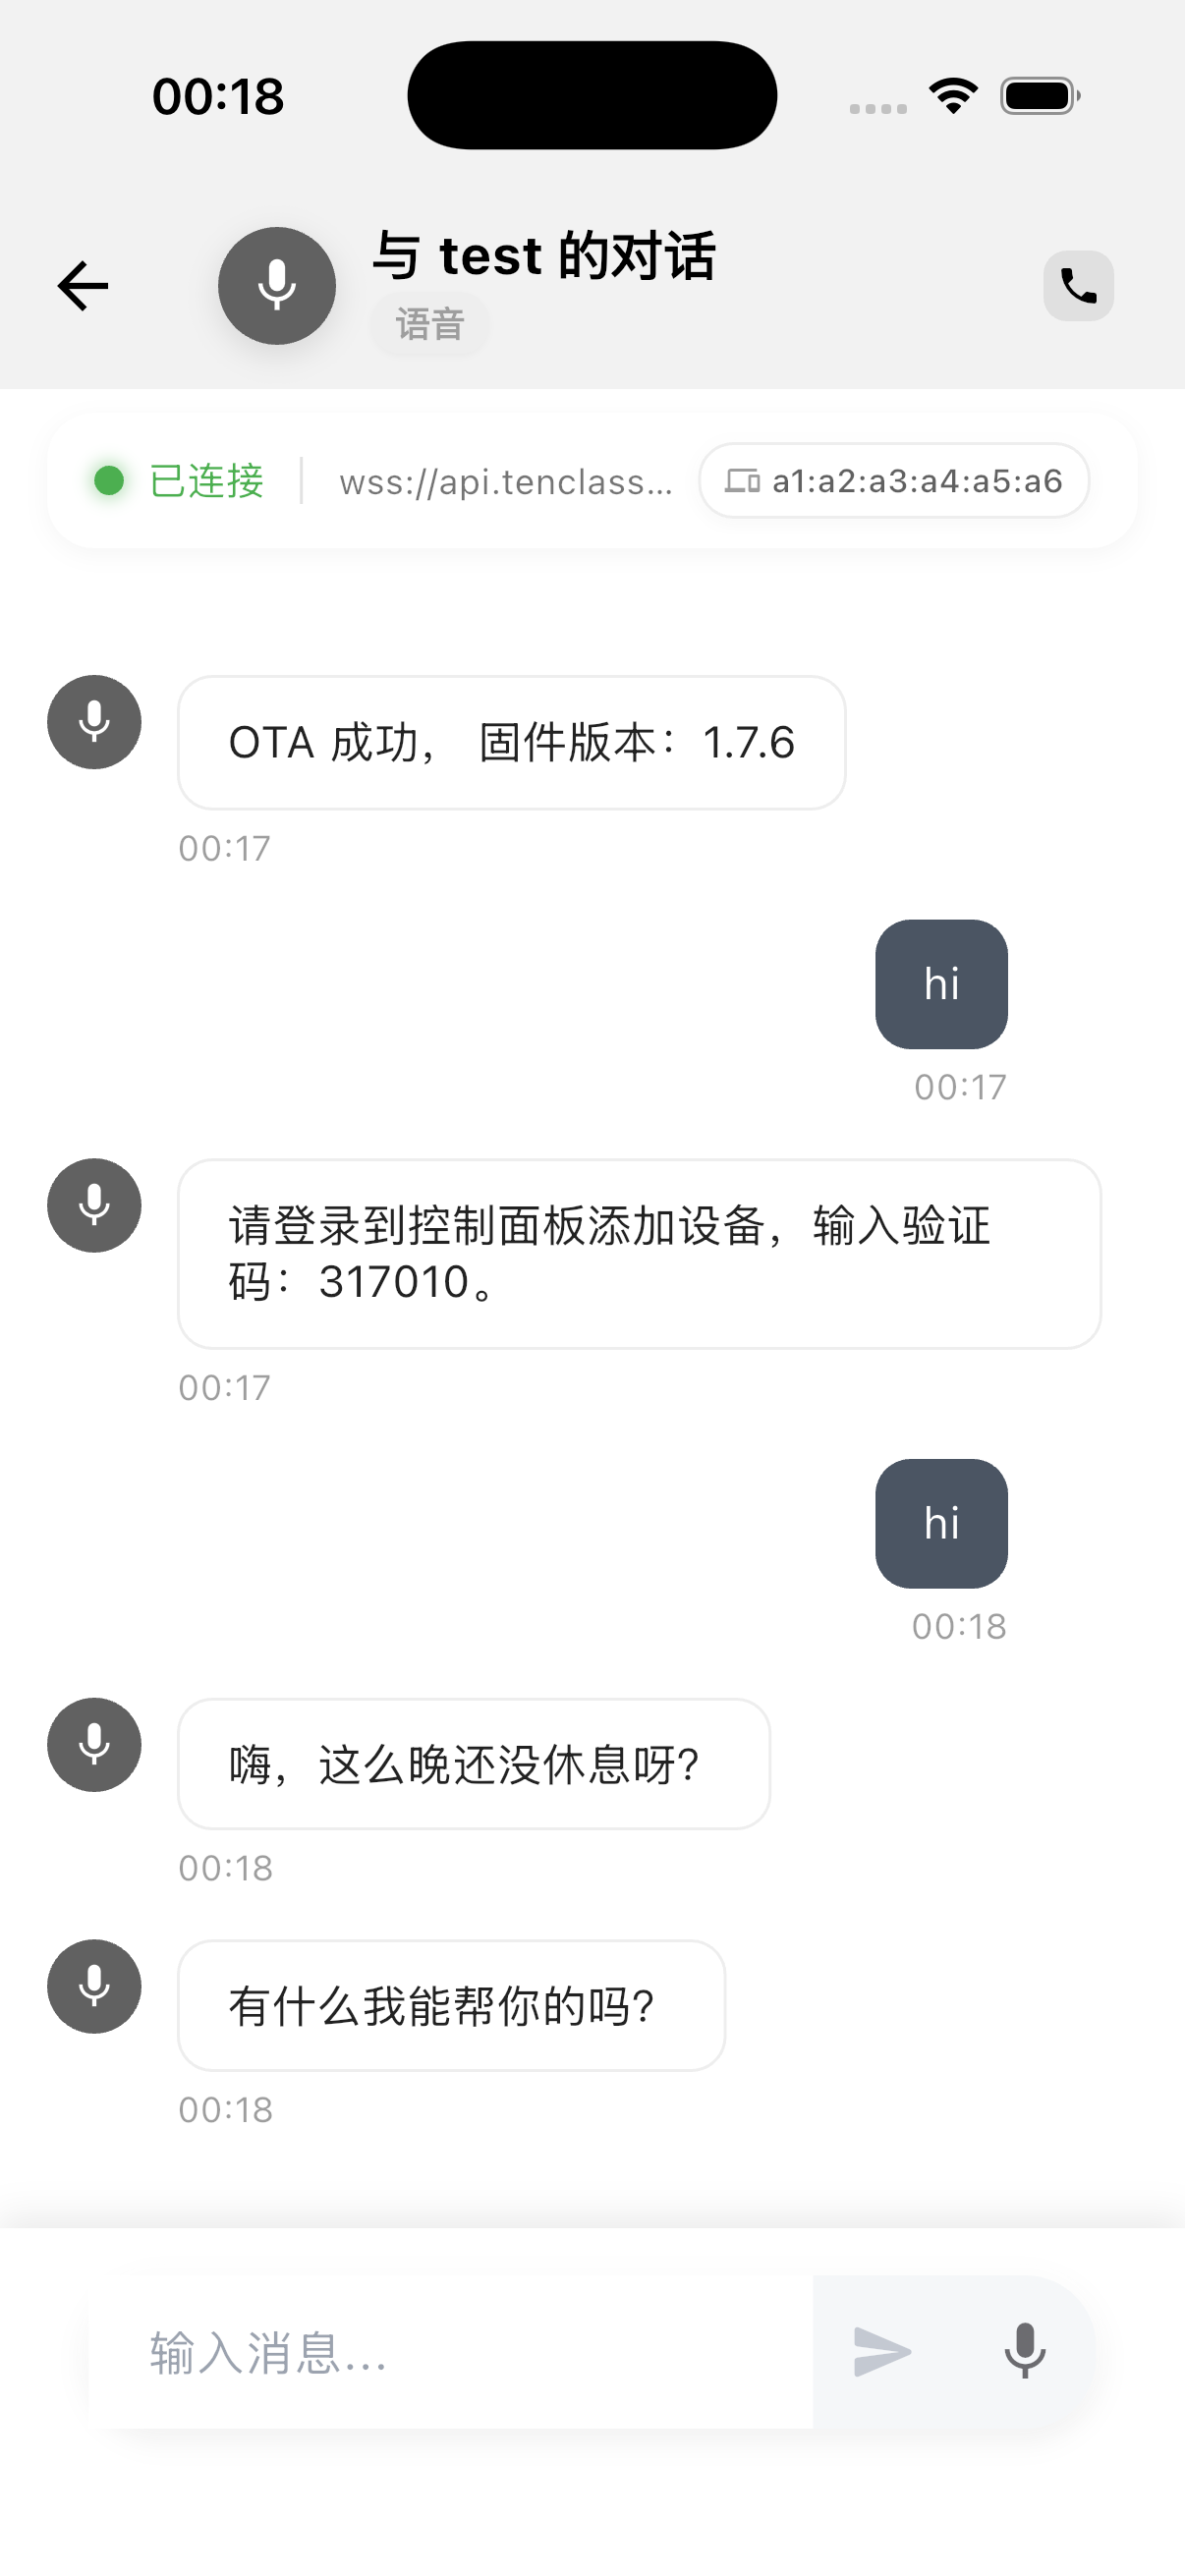 00:18
与 test 的对话
语音
已连接
wss://api.tenclass...
a1:a2:a3:a4:a5:a6
OTA 成功， 固件版本：1.7.6
00:17
hi
00:17
请登录到控制面板添加设备，输入验证
码：317010。
00:17
hi
00:18
嗨，这么晚还没休息呀?
00:18
有什么我能帮你的吗?
00:18
输入消息...